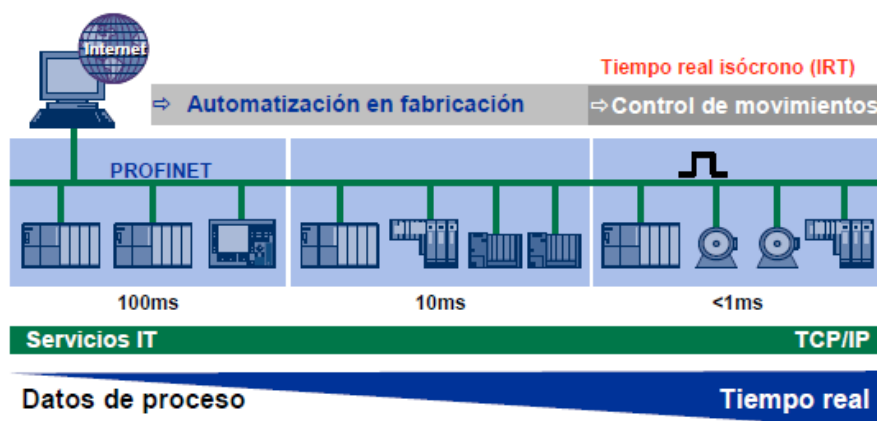 Internet
Tiempo real isócrono (IRT)
⇨ Automatización en fabricación
⇨Control de movimientos
PROFINET
100ms
10ms
<1ms
Servicios IT
TCP/IP
Datos de proceso
Tiempo real